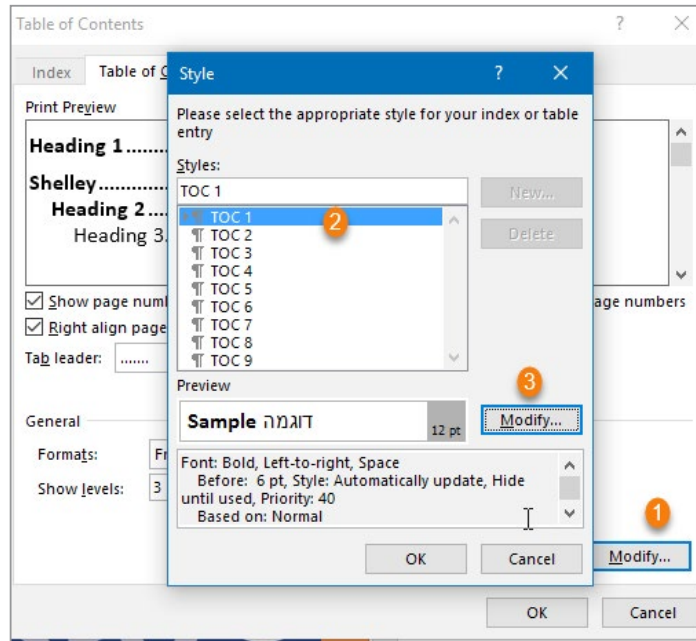 Table of Contents
? ×
Index
Table of C
Print Preview
Heading 1.......
Shelley............
Heading 2....
Heading 3.
Show page num
Right align page
age numbers
Tab leader: .......
General
Formats: Fr
Show levels: 3
Style
? ×
Please select the appropriate style for your index or table
entry
Styles:
TOC 1
New...
Delete
¶ TOC 1
2
¶ TOC 2
¶ TOC 3
¶ TOC 4
¶ TOC 5
¶ TOC 6
¶ TOC 7
¶ TOC 8
¶ TOC 9
Preview
3
Sample דוגמה
12 pt
Modify...
Font: Bold, Left-to-right, Space
Before: 6 pt, Style: Automatically update, Hide
until used, Priority: 40
Based on: Normal
OK
Cancel
1
Modify...
OK
Cancel